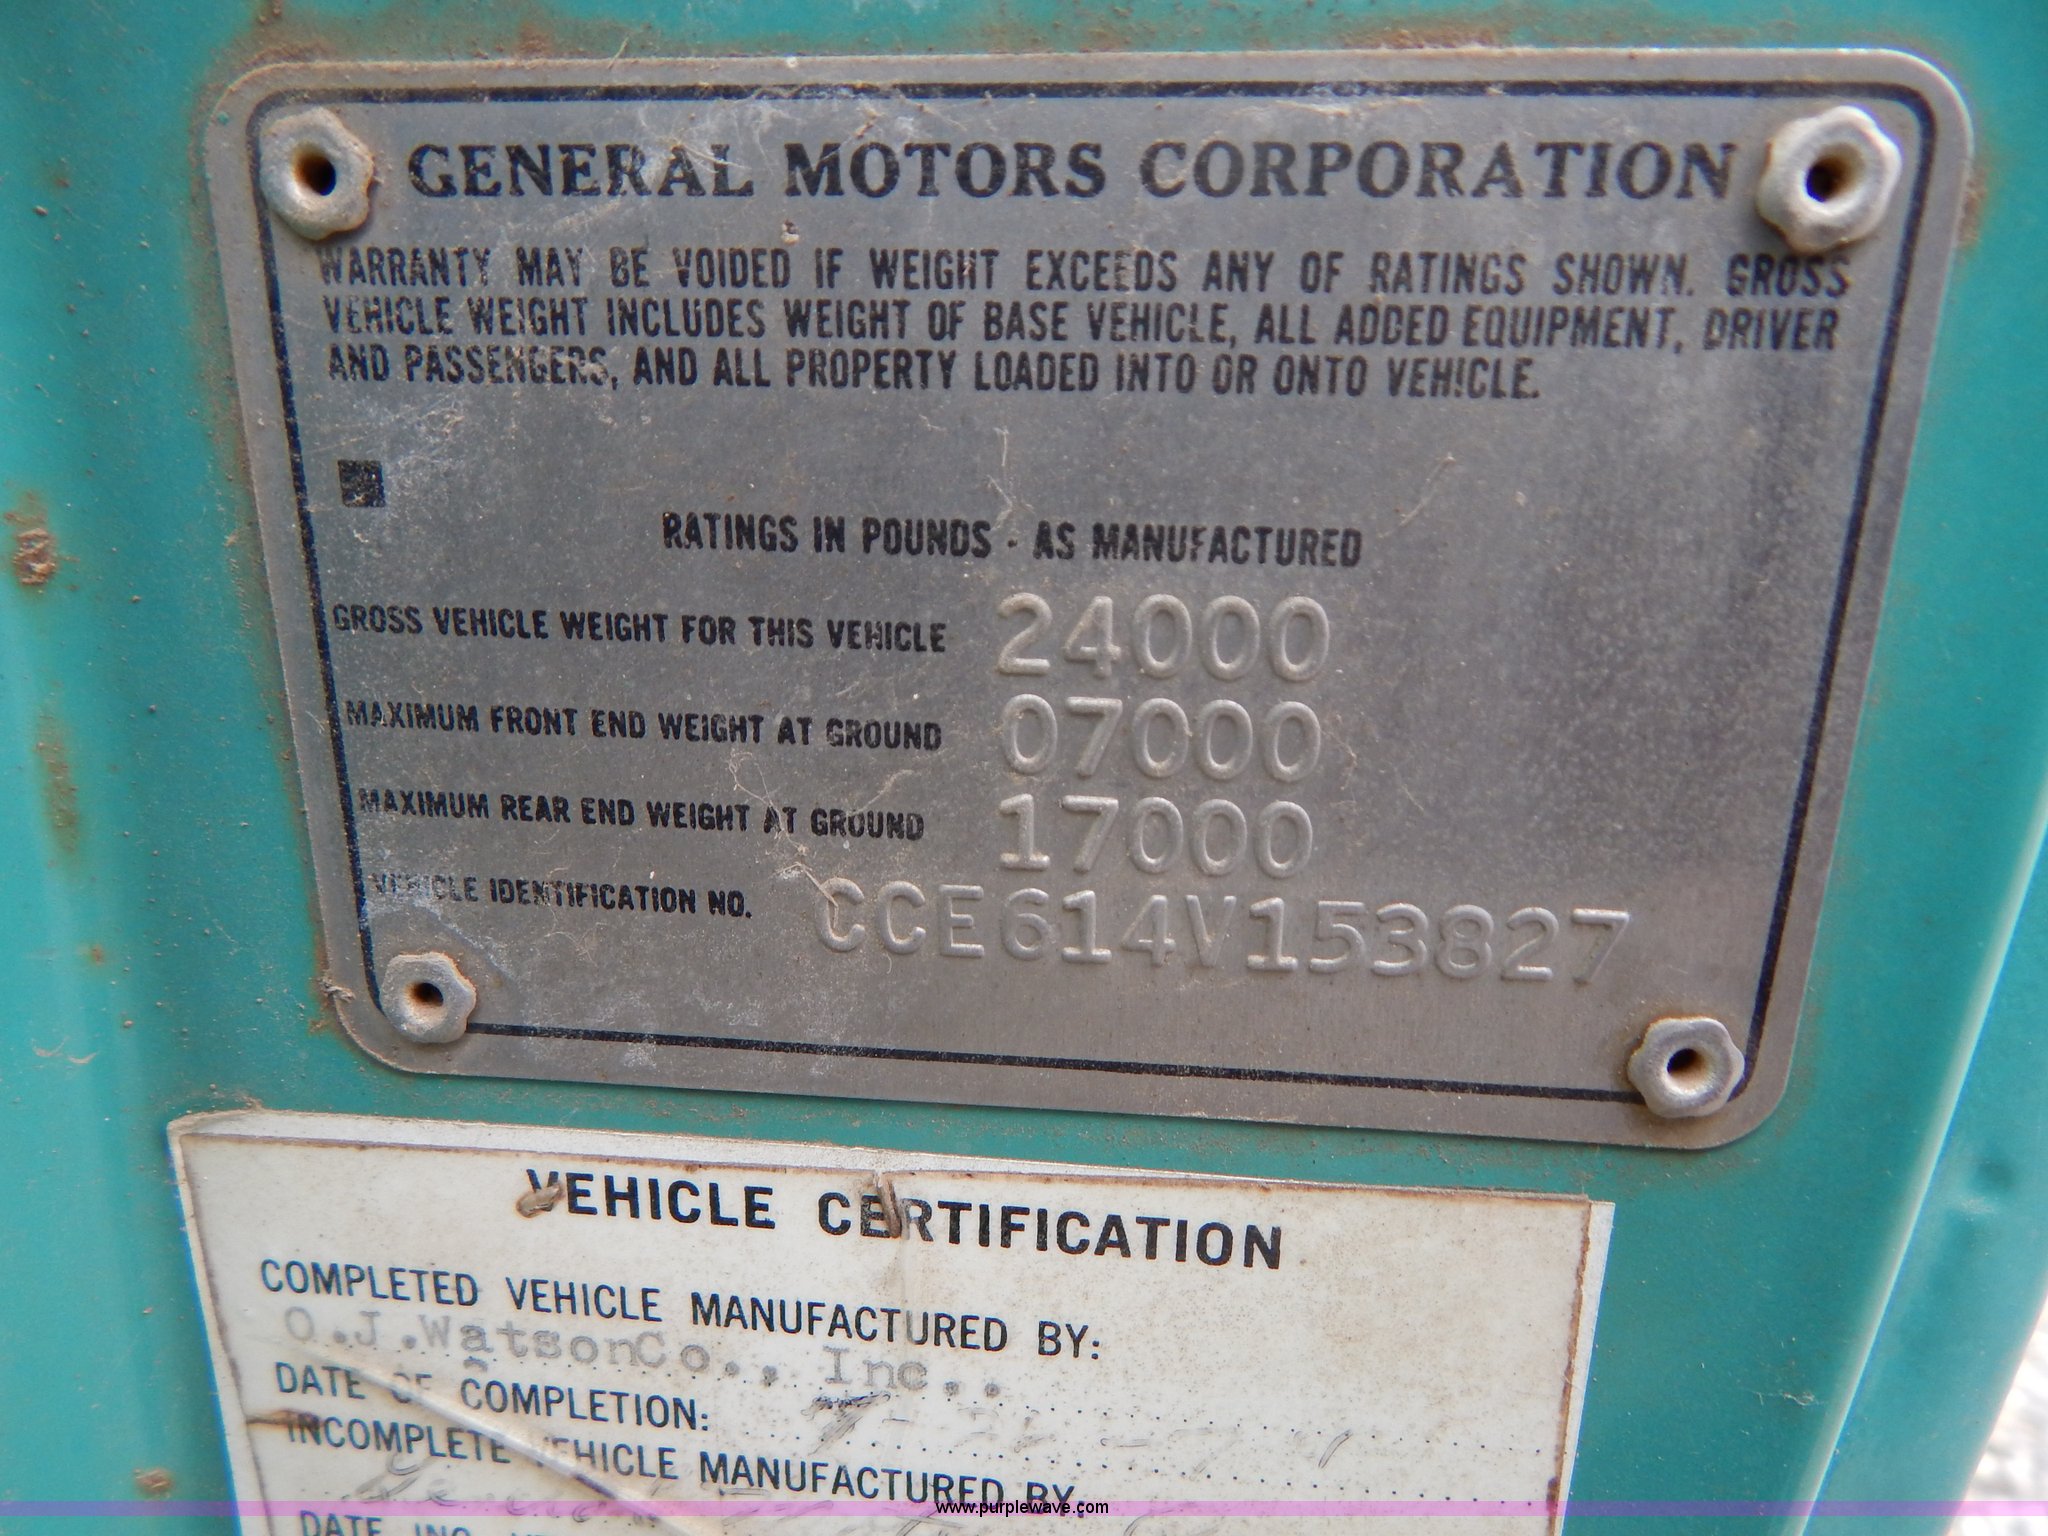 GENERAL MOTORS CORPORATION
WARRANTY MAY BE VOIDED IF WEIGHT EXCEEDS ANY OF RATINGS SHOWN. GROSS
VEHICLE WEIGHT INCLUDES WEIGHT OF BASE VEHICLE, ALL ADDED EQUIPMENT, DRIVER
AND PASSENGERS, AND ALL PROPERTY LOADED INTO OR ONTO VEHICLE.
RATINGS IN POUNDS - AS MANUFACTURED
GROSS VEHICLE WEIGHT FOR THIS VEHICLE 24000
MAXIMUM FRONT END WEIGHT AT GROUND 07000
MAXIMUM REAR END WEIGHT AT GROUND 17000
VEHICLE IDENTIFICATION NO. CCE614V153827
VEHICLE CERTIFICATION
COMPLETED VEHICLE MANUFACTURED BY:
O.J.WatsonCo., Inc..
DATE OF COMPLETION:
INCOMPLETE VEHICLE MANUFACTURED BY:
DATE INC.
www.purplewave.com